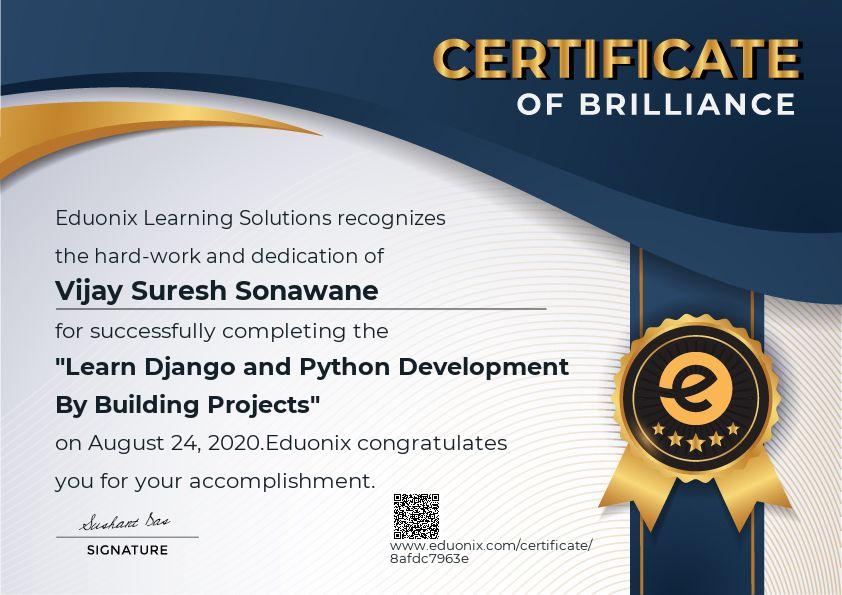 CERTIFICATE
OF BRILLIANCE
Eduonix Learning Solutions recognizes
the hard-work and dedication of
Vijay Suresh Sonawane
for successfully completing the
"Learn Django and Python Development
By Building Projects"
on August 24, 2020.Eduonix congratulates
you for your accomplishment.
Sushant Das
SIGNATURE
www.eduonix.com/certificate/
8afdc7963e